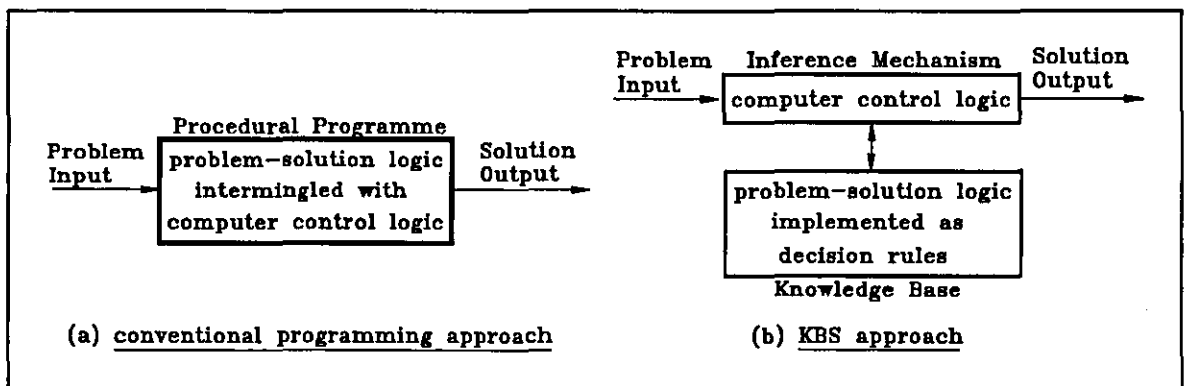 Procedural Programme
Problem
Input
problem-solution logic
intermingled with
computer control logic
Solution
Output
(a) conventional programming approach
Problem
Input
Inference Mechanism
computer control logic
Solution
Output
problem-solution logic
implemented as
decision rules
Knowledge Base
(b) KBS approach